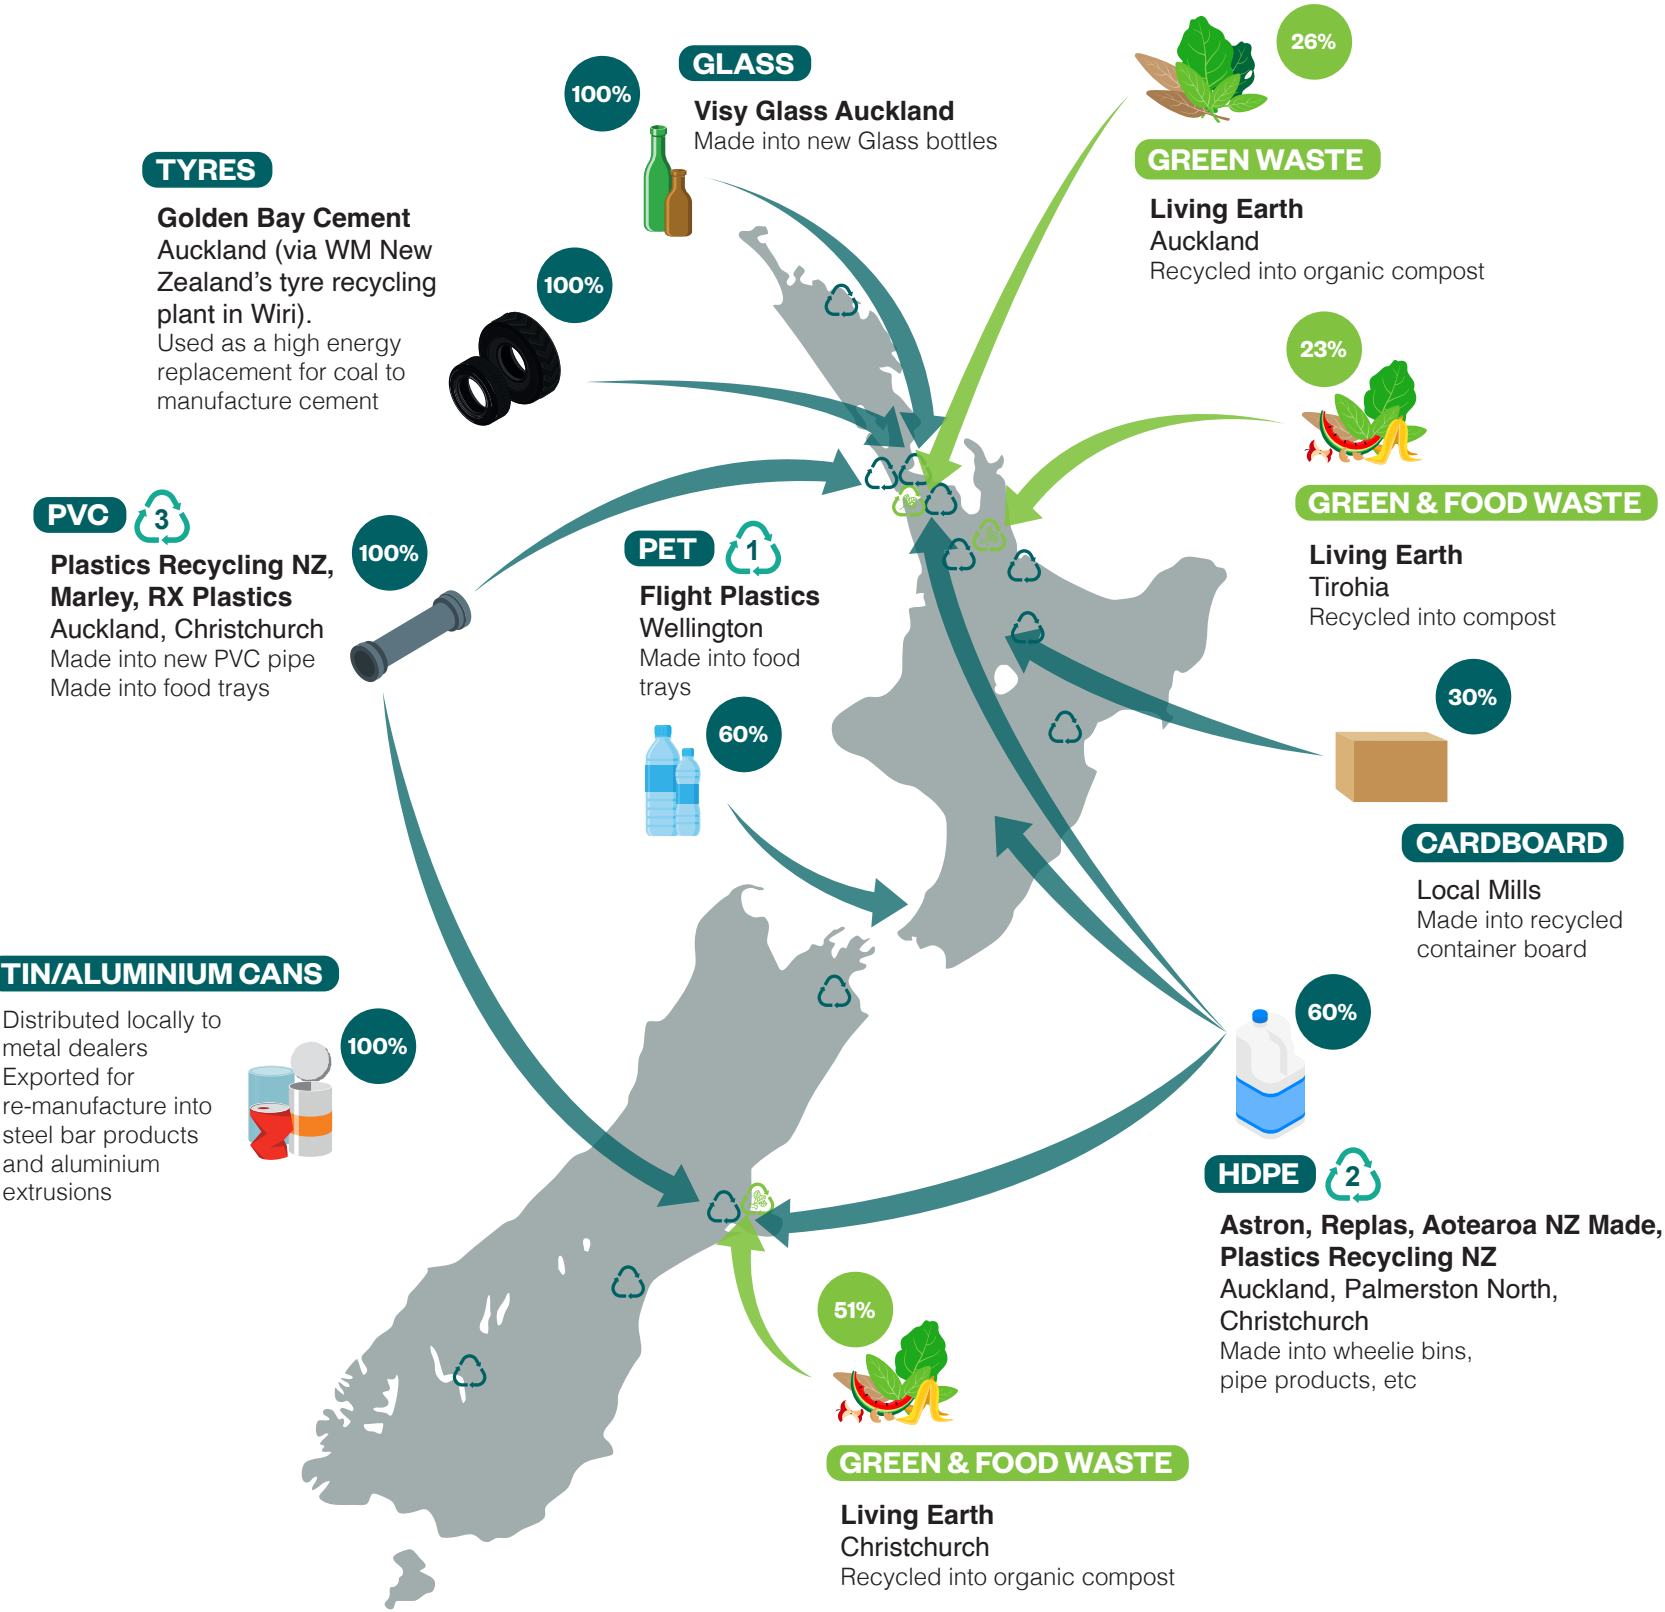 GLASS
100%
Visy Glass Auckland
Made into new Glass bottles
26%
GREEN WASTE
Living Earth
Auckland
Recycled into organic compost
TYRES
Golden Bay Cement
Auckland (via WM New
Zealand’s tyre recycling
plant in Wiri).
Used as a high energy
replacement for coal to
manufacture cement
100%
23%
GREEN & FOOD WASTE
Living Earth
Tirohia
Recycled into compost
PVC 3
100%
Plastics Recycling NZ,
Marley, RX Plastics
Auckland, Christchurch
Made into new PVC pipe
Made into food trays
PET 1
Flight Plastics
Wellington
Made into food
trays
60%
30%
CARDBOARD
Local Mills
Made into recycled
container board
TIN/ALUMINIUM CANS
Distributed locally to
metal dealers
Exported for
re-manufacture into
steel bar products
and aluminium
extrusions
100%
60%
HDPE 2
Astron, Replas, Aotearoa NZ Made,
Plastics Recycling NZ
Auckland, Palmerston North,
Christchurch
Made into wheelie bins,
pipe products, etc
51%
GREEN & FOOD WASTE
Living Earth
Christchurch
Recycled into organic compost